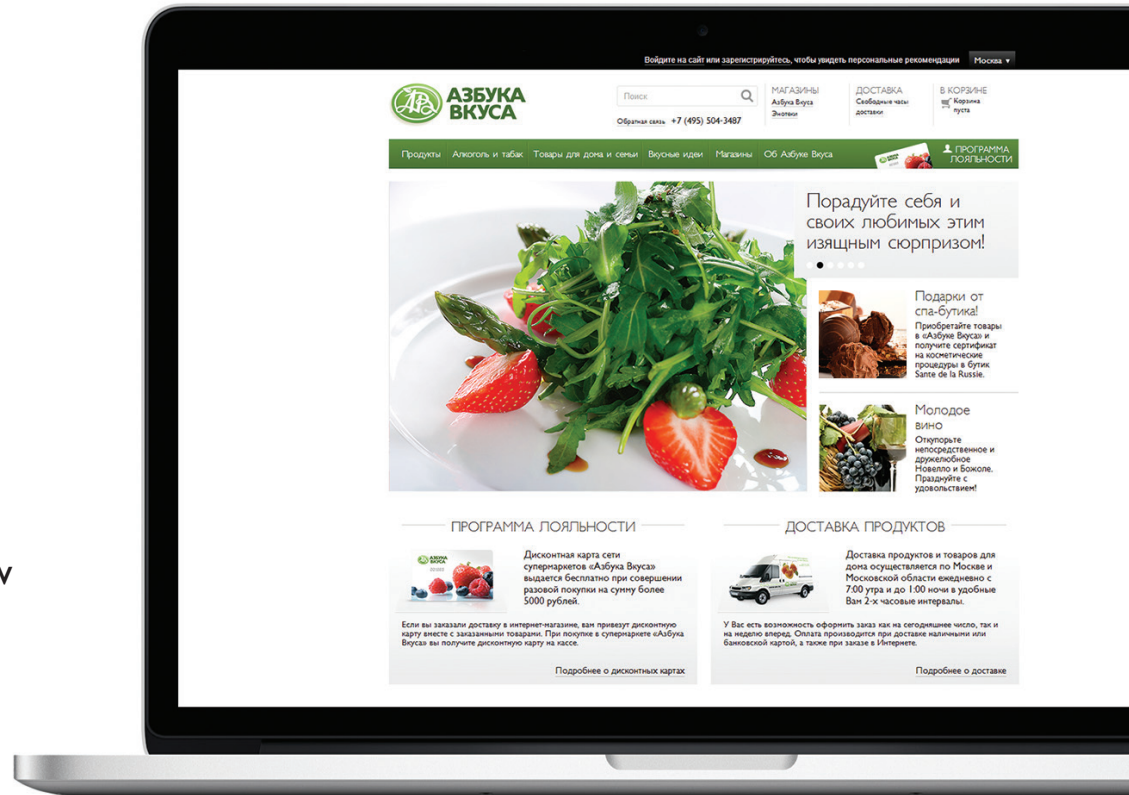 Войдите на сайт или зарегистрируйтесь, чтобы увидеть персональные рекомендации
Москва
АЗБУКА
ВКУСА
Поиск
Обратная связь +7 (495) 504-3487
МАГАЗИНЫ
Азбука Вкуса
Энотеки
ДОСТАВКА
Свободные часы
доставки
В КОРЗИНЕ
Корзина
пуста
Продукты Алкоголь и табак Товары для дома и семьи Вкусные идеи Магазины Об Азбуке Вкуса
ПРОГРАММА
ЛОЯЛЬНОСТИ
Порадуйте себя и
своих любимых этим
изящным сюрпризом!
Подарки от
спа-бутика!
Приобретайте товары
в «Азбуке Вкуса» и
получите сертификат
на косметические
процедуры в бутик
Sante de la Russie.
Молодое
вино
Откупорьте
непосредственное и
дружелюбное
Новелло и Божоле.
Празднуйте с
удовольствием!
v
ПРОГРАММА ЛОЯЛЬНОСТИ
АЗБУКА
ВКУСА
Дисконтная карта сети
супермаркетов «Азбука Вкуса»
выдается бесплатно при совершении
разовой покупки на сумму более
5000 рублей.
Если вы заказали доставку в интернет-магазине, вам привезут дисконтную
карту вместе с заказанными товарами. При покупке в супермаркете «Азбука
Вкуса» вы получите дисконтную карту на кассе.
Подробнее о дисконтных картах
ДОСТАВКА ПРОДУКТОВ
Доставка продуктов и товаров для
дома осуществляется по Москве и
Московской области ежедневно с
7:00 утра и до 1:00 ночи в удобные
Вам 2-х часовые интервалы.
У Вас есть возможность оформить заказ как на сегодняшнее число, так и
на неделю вперед. Оплата производится при доставке наличными или
банковской картой, а также при заказе в Интернете.
Подробнее о доставке